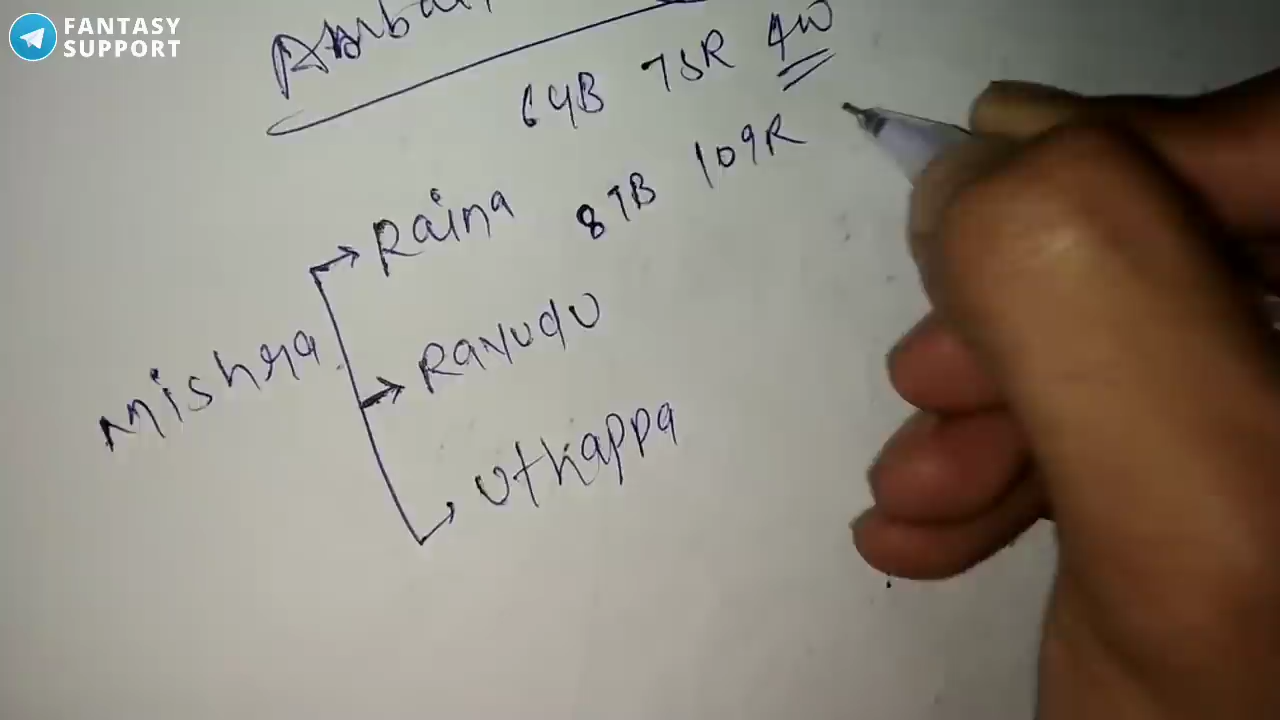 FANTASY
SUPPORT
64B 75R 4W
Raina 87B 109R
Mishra
Rayudu
Uthappa